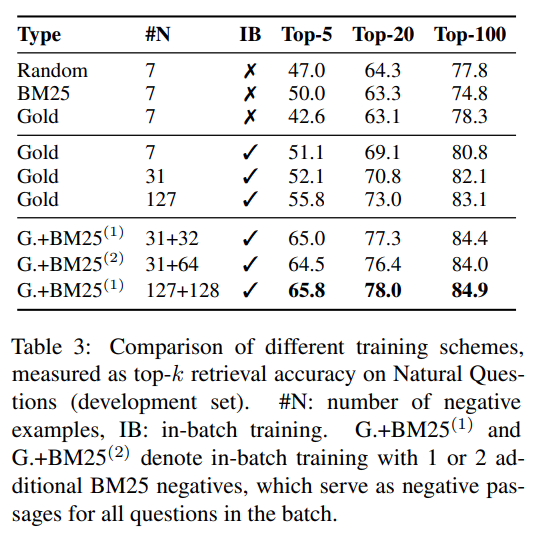 Type #N IB Top-5 Top-20 Top-100
Random 7 ✗ 47.0 64.3 77.8
BM25 7 ✗ 50.0 63.3 74.8
Gold 7 ✗ 42.6 63.1 78.3
Gold 7 ✓ 51.1 69.1 80.8
Gold 31 ✓ 52.1 70.8 82.1
Gold 127 ✓ 55.8 73.0 83.1
G.+BM25(1) 31+32 ✓ 65.0 77.3 84.4
G.+BM25(2) 31+64 ✓ 64.5 76.4 84.0
G.+BM25(1) 127+128 ✓ 65.8 78.0 84.9
Table 3: Comparison of different training schemes,
measured as top-k retrieval accuracy on Natural Ques-
tions (development set). #N: number of negative
examples, IB: in-batch training. G.+BM25(1) and
G.+BM25(2) denote in-batch training with 1 or 2 ad-
ditional BM25 negatives, which serve as negative pas-
sages for all questions in the batch.